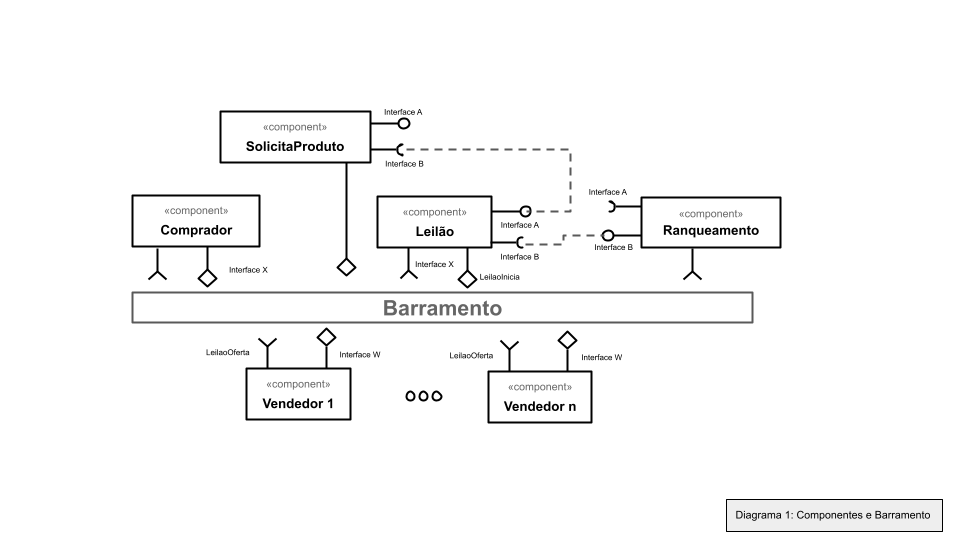 Interface A
«component»
SolicitaProduto
Interface B
«component»
Comprador
Interface X
«component»
Leilão
Interface A
Interface B
Interface X
LeilaoInicia
Interface A
«component»
Ranqueamento
Interface B
Barramento
LeilaoOferta
Interface W
«component»
Vendedor 1
LeilaoOferta
Interface W
«component»
Vendedor n
Diagrama 1: Componentes e Barramento